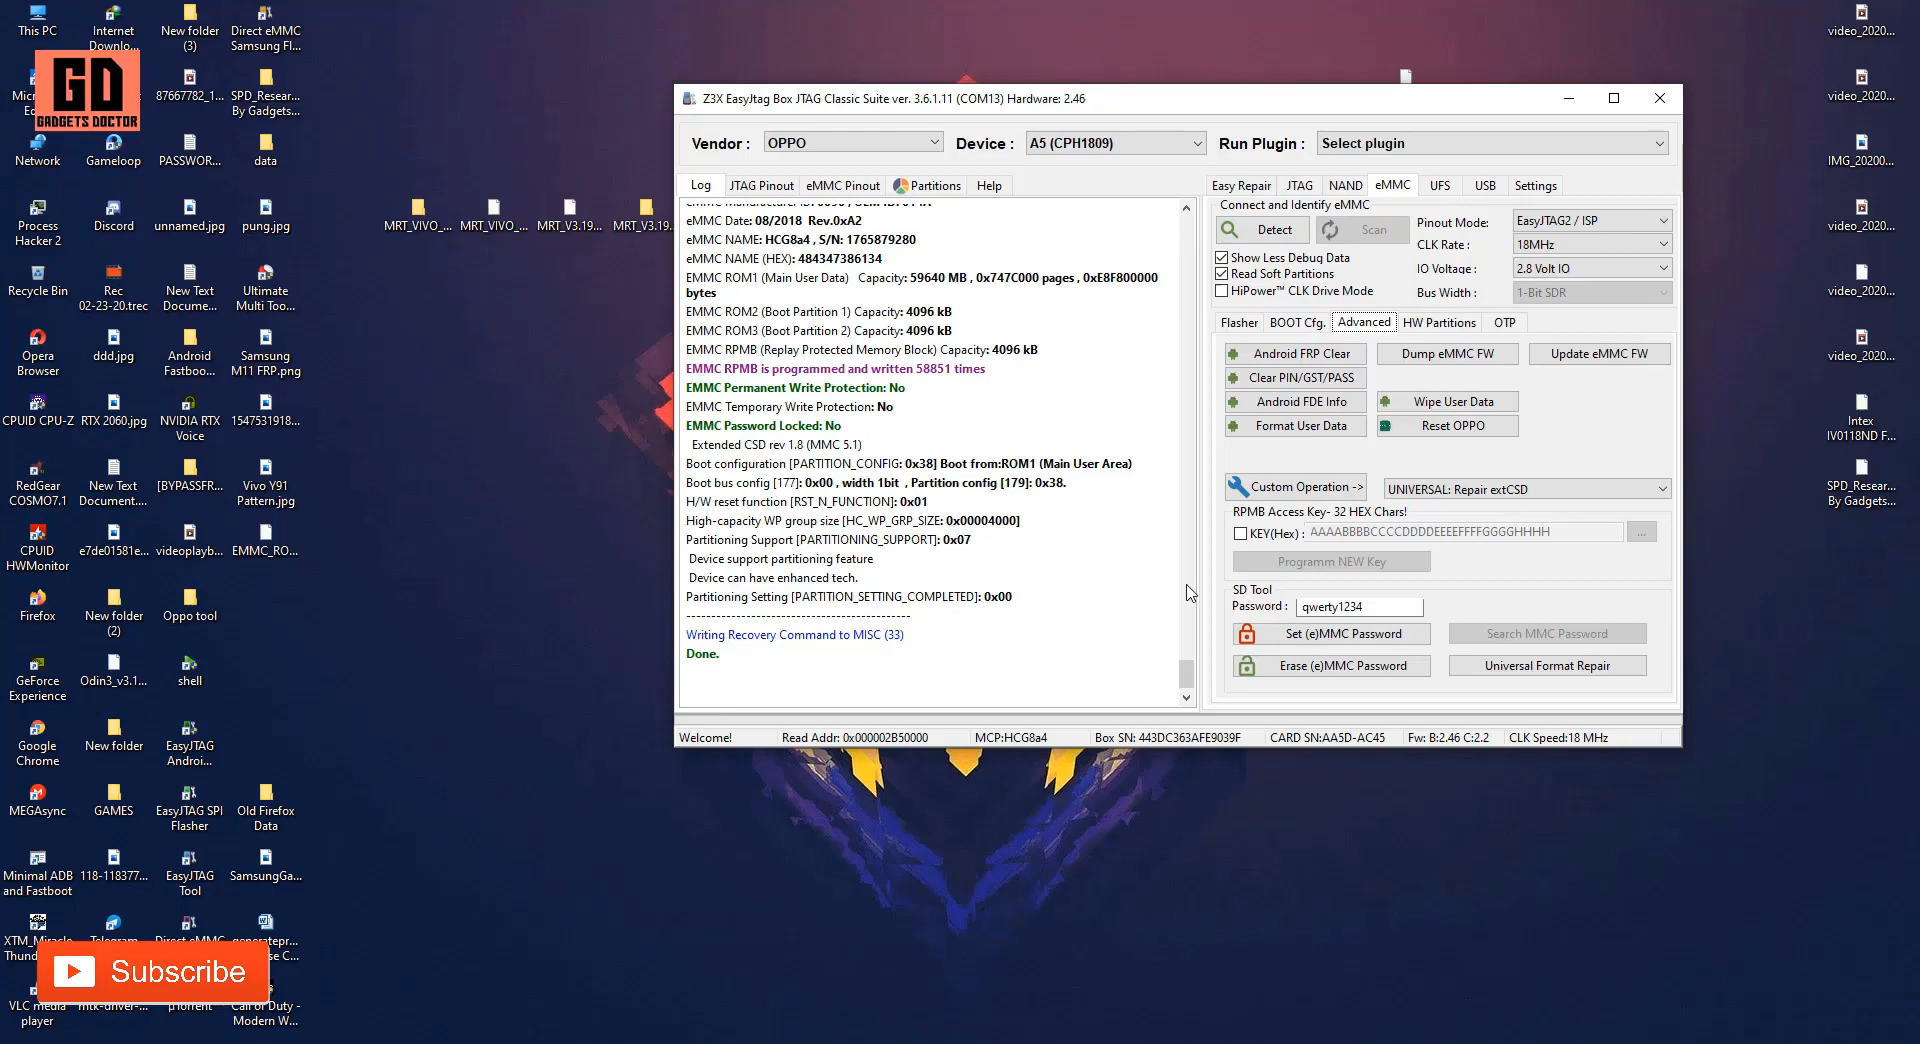 This PC
Internet
Downlo...
New folder
(3)
Direct eMMC
Samsung Fl...
GD
GADGETS DOCTOR
87667782_1...
SPD_Resear...
By Gadgets...
Network
Gameloop
PASSWOR...
data
Process
Hacker 2
Discord
unnamed.jpg
pung.jpg
Recycle Bin
Rec
02-23-20.trec
New Text
Docume...
Ultimate
Multi Too...
Opera
Browser
ddd.jpg
Android
Fastboo...
Samsung
M11 FRP.png
CPUID CPU-Z
RTX 2060.jpg
NVIDIA RTX
Voice
1547531918...
RedGear
COSMO7.1
New Text
Document....
[BYPASSFR...
Vivo Y91
Pattern.jpg
CPUID
HWMonitor
e7de01581e...
videoplayb...
EMMC_RO...
Firefox
New folder
(2)
Oppo tool
GeForce
Experience
Odin3_v3.1...
shell
Google
Chrome
New folder
EasyJTAG
Androi...
MEGAsync
GAMES
EasyJTAG SPI
Flasher
Old Firefox
Data
Minimal ADB
and Fastboot
118-118377...
EasyJTAG
Tool
SamsungGa...
XTM_Miracle
Telegram
Direct eMMC
Subscribe
VLC media
player
mtk-driver-...
µTorrent
Call of Duty -
Modern W...
MRT_VIVO_...
MRT_VIVO_...
MRT_V3.19...
MRT_V3.19...
Z3X EasyJtag Box JTAG Classic Suite ver. 3.6.1.11 (COM13) Hardware: 2.46
Vendor : OPPO Device : A5 (CPH1809) Run Plugin : Select plugin
Log JTAG Pinout eMMC Pinout Partitions Help
eMMC Date: 08/2018 Rev.0xA2
eMMC NAME: HCG8a4 , S/N: 1765879280
eMMC NAME (HEX): 484347386134
EMMC ROM1 (Main User Data) Capacity: 59640 MB , 0x747C000 pages , 0xE8F800000
bytes
EMMC ROM2 (Boot Partition 1) Capacity: 4096 kB
EMMC ROM3 (Boot Partition 2) Capacity: 4096 kB
EMMC RPMB (Replay Protected Memory Block) Capacity: 4096 kB
EMMC RPMB is programmed and written 58851 times
EMMC Permanent Write Protection: No
EMMC Temporary Write Protection: No
EMMC Password Locked: No
Extended CSD rev 1.8 (MMC 5.1)
Boot configuration [PARTITION_CONFIG: 0x38] Boot from:ROM1 (Main User Area)
Boot bus config [177]: 0x00 , width 1bit , Partition config [179]: 0x38.
H/W reset function [RST_N_FUNCTION]: 0x01
High-capacity WP group size [HC_WP_GRP_SIZE: 0x00004000]
Partitioning Support [PARTITIONING_SUPPORT]: 0x07
Device support partitioning feature
Device can have enhanced tech.
Partitioning Setting [PARTITION_SETTING_COMPLETED]: 0x00
---------------------------------------------
Writing Recovery Command to MISC (33)
Done.
Easy Repair JTAG NAND eMMC UFS USB Settings
Connect and Identify eMMC
Detect Scan
Show Less Debug Data
Read Soft Partitions
HiPower™ CLK Drive Mode
Pinout Mode: EasyJTAG2 / ISP
CLK Rate : 18MHz
IO Voltage : 2.8 Volt IO
Bus Width : 1-Bit SDR
Flasher BOOT Cfg. Advanced HW Partitions OTP
Android FRP Clear Dump eMMC FW Update eMMC FW
Clear PIN/GST/PASS
Android FDE Info Wipe User Data
Format User Data Reset OPPO
Custom Operation -> UNIVERSAL: Repair extCSD
RPMB Access Key- 32 HEX Chars!
KEY(Hex) : AAAABBBBCCCCDDDDEEEEFFFFGGGGHHHH ...
Programm NEW Key
SD Tool
Password : qwerty1234
Set (e)MMC Password Search MMC Password
Erase (e)MMC Password Universal Format Repair
Welcome! Read Addr: 0x000002B50000 MCP:HCG8a4 Box SN: 443DC363AFE9039F CARD SN:AA5D-AC45 Fw: B:2.46 C:2.2 CLK Speed:18 MHz
video_2020...
video_2020...
IMG_20200...
video_2020...
video_2020...
video_2020...
Intex
IV0118ND F...
SPD_Resear...
By Gadgets...